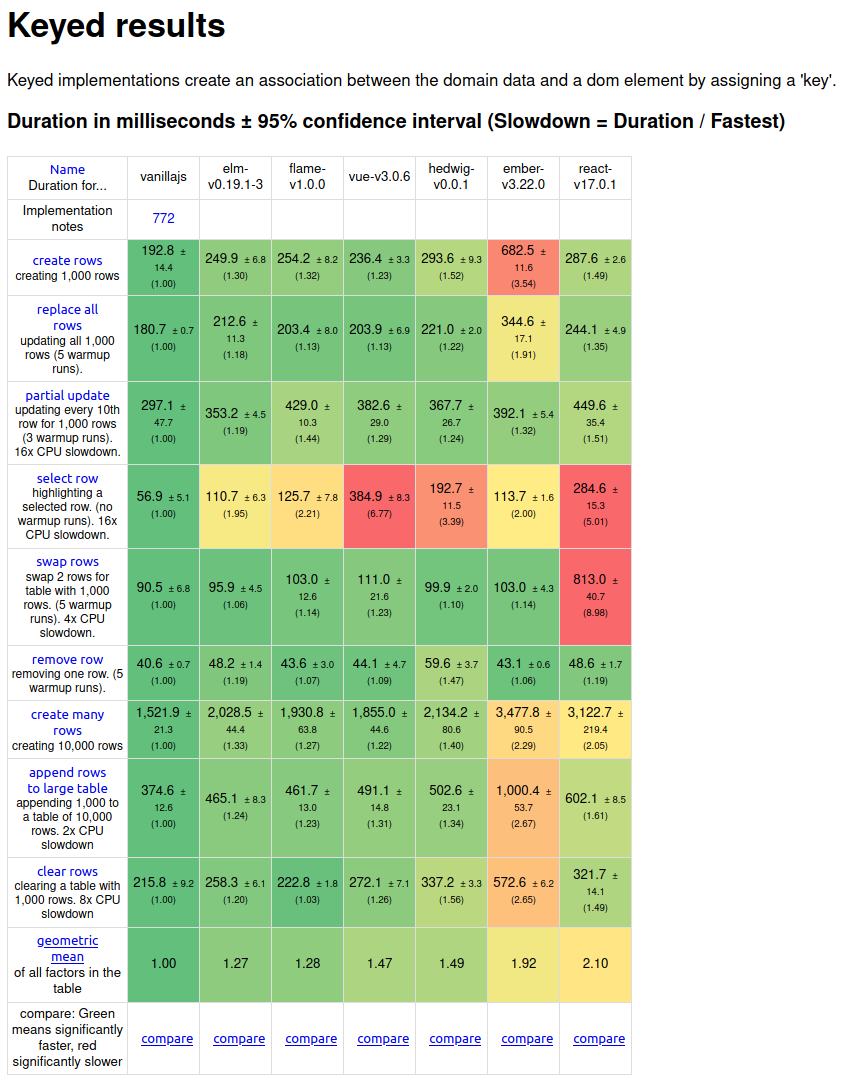 Keyed results
Keyed implementations create an association between the domain data and a dom element by assigning a 'key'.
Duration in milliseconds ± 95% confidence interval (Slowdown = Duration / Fastest)
Name
Duration for...
vanillajs
elm-
v0.19.1-3
flame-
v1.0.0
vue-v3.0.6
hedwig-
v0.0.1
ember-
v3.22.0
react-
v17.0.1
Implementation
notes
772
create rows
creating 1,000 rows
192.8 ±
14.4
(1.00)
249.9 ± 6.8
(1.30)
254.2 ± 8.2
(1.32)
236.4 ± 3.3
(1.23)
293.6 ± 9.3
(1.52)
682.5 ±
11.6
(3.54)
287.6 ± 2.6
(1.49)
replace all
rows
updating all 1,000
rows (5 warmup
runs).
180.7 ± 0.7
(1.00)
212.6 ±
11.3
(1.18)
203.4 ± 8.0
(1.13)
203.9 ± 6.9
(1.13)
221.0 ± 2.0
(1.22)
344.6 ±
17.1
(1.91)
244.1 ± 4.9
(1.35)
partial update
updating every 10th
row for 1,000 rows
(3 warmup runs).
16x CPU slowdown.
297.1 ±
47.7
(1.00)
353.2 ± 4.5
(1.19)
429.0 ±
10.3
(1.44)
382.6 ±
29.0
(1.29)
367.7 ±
26.7
(1.24)
392.1 ± 5.4
(1.32)
449.6 ±
35.4
(1.51)
select row
highlighting a
selected row. (no
warmup runs). 16x
CPU slowdown.
56.9 ± 5.1
(1.00)
110.7 ± 6.3
(1.95)
125.7 ± 7.8
(2.21)
384.9 ± 8.3
(6.77)
192.7 ±
11.5
(3.39)
113.7 ± 1.6
(2.00)
284.6 ±
15.3
(5.01)
swap rows
swap 2 rows for
table with 1,000
rows. (5 warmup
runs). 4x CPU
slowdown.
90.5 ± 6.8
(1.00)
95.9 ± 4.5
(1.06)
103.0 ±
12.6
(1.14)
111.0 ±
21.6
(1.23)
99.9 ± 2.0
(1.10)
103.0 ± 4.3
(1.14)
813.0 ±
40.7
(8.98)
remove row
removing one row. (5
warmup runs).
40.6 ± 0.7
(1.00)
48.2 ± 1.4
(1.19)
43.6 ± 3.0
(1.07)
44.1 ± 4.7
(1.09)
59.6 ± 3.7
(1.47)
43.1 ± 0.6
(1.06)
48.6 ± 1.7
(1.19)
create many
rows
creating 10,000 rows
1,521.9 ±
21.3
(1.00)
2,028.5 ±
44.4
(1.33)
1,930.8 ±
63.8
(1.27)
1,855.0 ±
44.6
(1.22)
2,134.2 ±
80.6
(1.40)
3,477.8 ±
90.5
(2.29)
3,122.7 ±
219.4
(2.05)
append rows
to large table
appending 1,000 to
a table of 10,000
rows. 2x CPU
slowdown
374.6 ±
12.6
(1.00)
465.1 ± 8.3
(1.24)
461.7 ±
13.0
(1.23)
491.1 ±
14.8
(1.31)
502.6 ±
23.1
(1.34)
1,000.4 ±
53.7
(2.67)
602.1 ± 8.5
(1.61)
clear rows
clearing a table with
1,000 rows. 8x CPU
slowdown
215.8 ± 9.2
(1.00)
258.3 ± 6.1
(1.20)
222.8 ± 1.8
(1.03)
272.1 ± 7.1
(1.26)
337.2 ± 3.3
(1.56)
572.6 ± 6.2
(2.65)
321.7 ±
14.1
(1.49)
geometric
mean
of all factors in the
table
1.00
1.27
1.28
1.47
1.49
1.92
2.10
compare: Green
means significantly
faster, red
significantly slower
compare
compare
compare
compare
compare
compare
compare